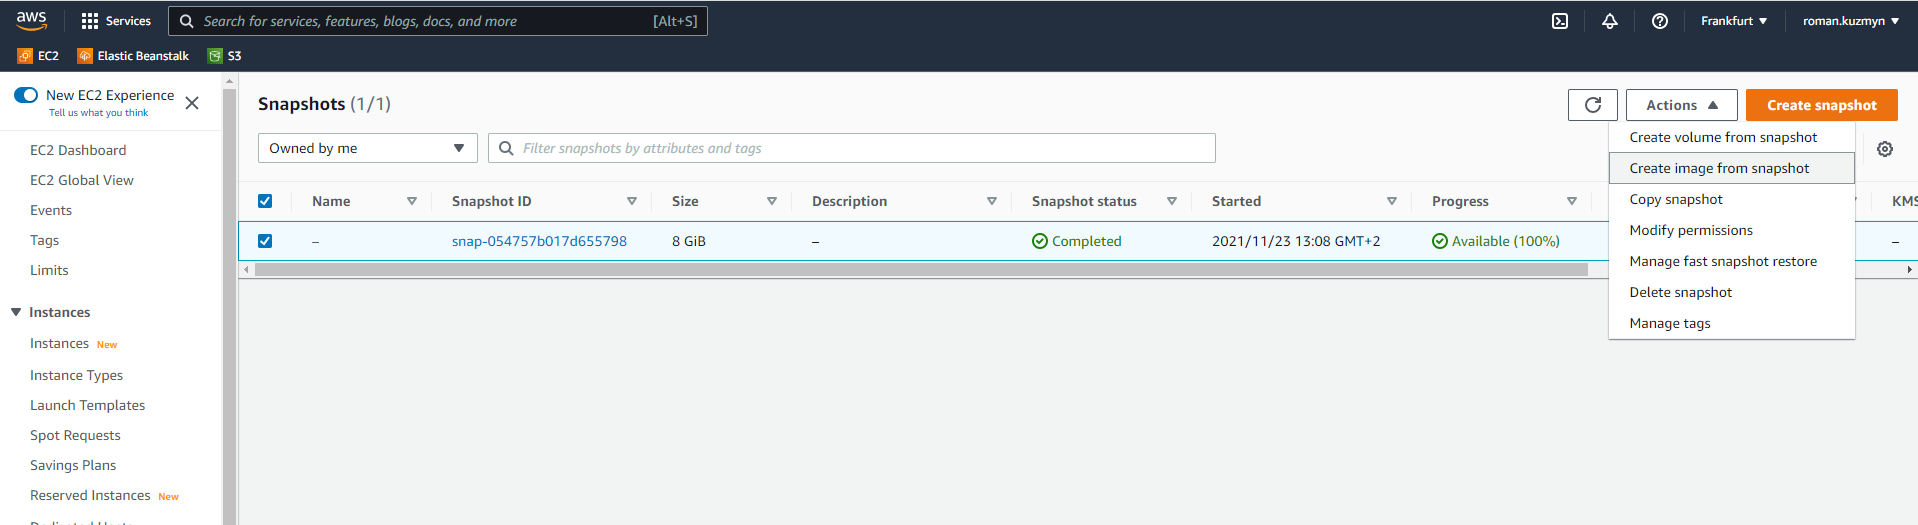 aws Services Search for services, features, blogs, docs, and more [Alt+S] Frankfurt roman.kuzmyn
EC2 Elastic Beanstalk S3
New EC2 Experience
Tell us what you think
EC2 Dashboard
EC2 Global View
Events
Tags
Limits
Instances
Instances New
Instance Types
Launch Templates
Spot Requests
Savings Plans
Reserved Instances New
Dedicated Hosts
Snapshots (1/1)
Actions
Create snapshot
Owned by me
Filter snapshots by attributes and tags
Name Snapshot ID Size Description Snapshot status Started Progress KMS
– snap-054757b017d655798 8 GiB – Completed 2021/11/23 13:08 GMT+2 Available (100%) –
Create volume from snapshot
Create image from snapshot
Copy snapshot
Modify permissions
Manage fast snapshot restore
Delete snapshot
Manage tags